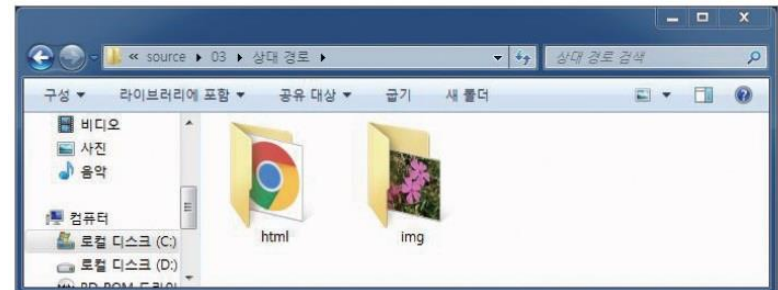 « source ▸ 03 ▸ 상대 경로 ▸
상대 경로 검색
구성 ▼ 라이브러리에 포함 ▼ 공유 대상 ▼ 굽기 새 폴더
비디오
사진
음악
컴퓨터
로컬 디스크 (C:)
로컬 디스크 (D:)
html
img